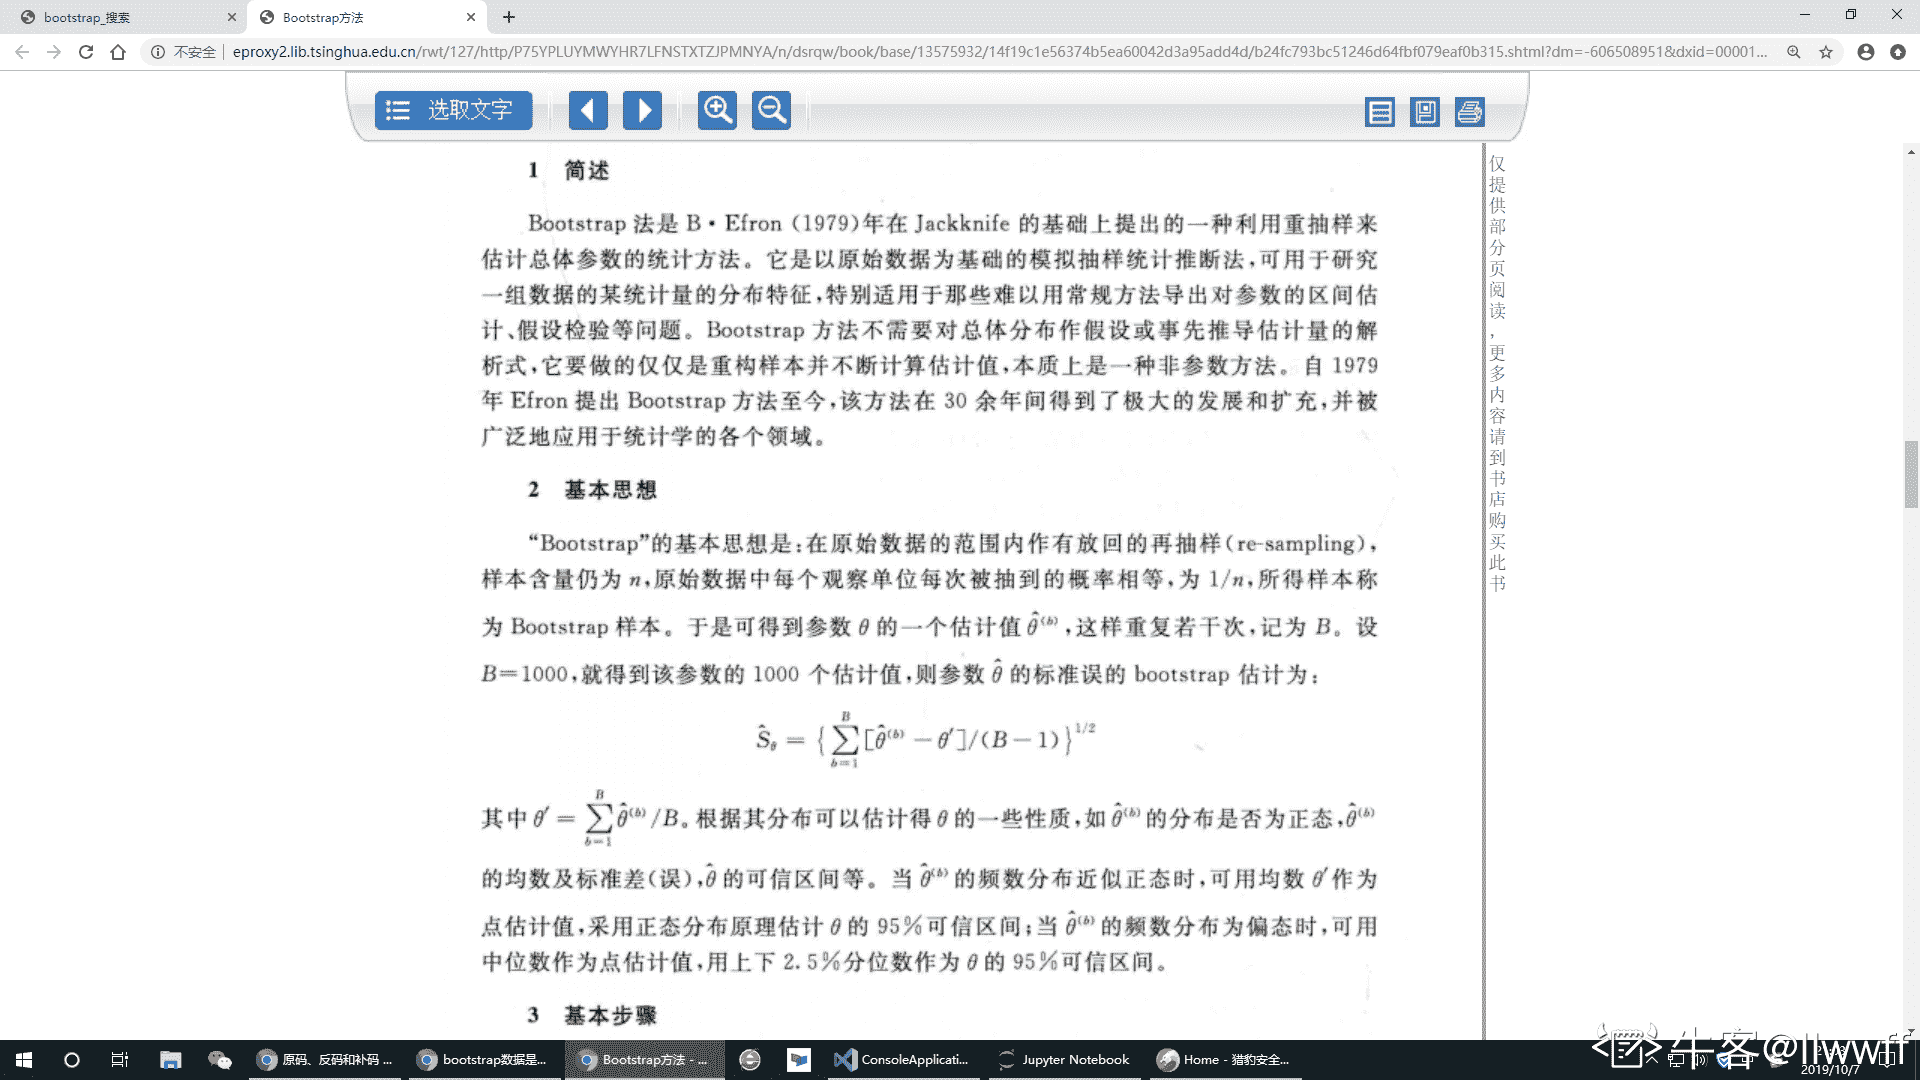 bootstrap_搜索
Bootstrap方法
不安全
eproxy2.lib.tsinghua.edu.cn/rwt/127/http/P75YPLUYMWYHR7LFNSTXTZJPMNYA/n/dsrqw/book/base/13575932/14f19c1e56374b5ea60042d3a95add4d/b24fc793bc51246d64fbf079eaf0b315.shtml?dm=-606508951&dxid=00001...
选取文字
1 简述
Bootstrap 法是 B·Efron (1979)年在 Jackknife 的基础上提出的一种利用重抽样来
估计总体参数的统计方法。它是以原始数据为基础的模拟抽样统计推断法,可用于研究
一组数据的某统计量的分布特征,特别适用于那些难以用常规方法导出对参数的区间估
计、假设检验等问题。Bootstrap 方法不需要对总体分布作假设或事先推导估计量的解
析式,它要做的仅仅是重构样本并不断计算估计值,本质上是一种非参数方法。自 1979
年 Efron 提出 Bootstrap 方法至今,该方法在 30 余年间得到了极大的发展和扩充,并被
广泛地应用于统计学的各个领域。
2 基本思想
“Bootstrap”的基本思想是:在原始数据的范围内作有放回的再抽样(re-sampling),
样本含量仍为 n,原始数据中每个观察单位每次被抽到的概率相等,为 1/n,所得样本称
为 Bootstrap 样本。于是可得到参数 θ 的一个估计值 θ̂⁽ᵇ⁾,这样重复若干次,记为 B。设
B=1000,就得到该参数的 1000 个估计值,则参数 θ̂ 的标准误的 bootstrap 估计为:
Ŝ_θ = {∑_{b=1}^{B}[θ̂⁽ᵇ⁾ − θ′]/(B−1)}^{1/2}
其中 θ′ = ∑_{b=1}^{B} θ̂⁽ᵇ⁾/B。根据其分布可以估计得 θ 的一些性质,如 θ̂⁽ᵇ⁾ 的分布是否为正态,θ̂⁽ᵇ⁾
的均数及标准差(误),θ̂ 的可信区间等。当 θ̂⁽ᵇ⁾ 的频数分布近似正态时,可用均数 θ′作为
点估计值,采用正态分布原理估计 θ 的 95%可信区间;当 θ̂⁽ᵇ⁾ 的频数分布为偏态时,可用
中位数作为点估计值,用上下 2.5%分位数作为 θ 的 95%可信区间。
3 基本步骤
仅提供部分页阅读,更多内容请到书店购买此书
原码、反码和补码 ...
bootstrap数据是...
Bootstrap方法 - ...
ConsoleApplicati...
Jupyter Notebook
Home - 猎豹安全...
牛客@llwwff
2019/10/7